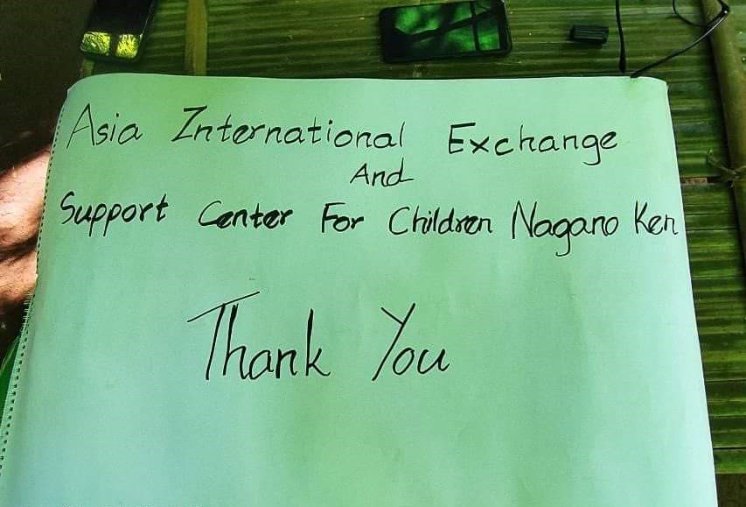 Asia International Exchange
And
Support Center For Children Nagano Ken
Thank You